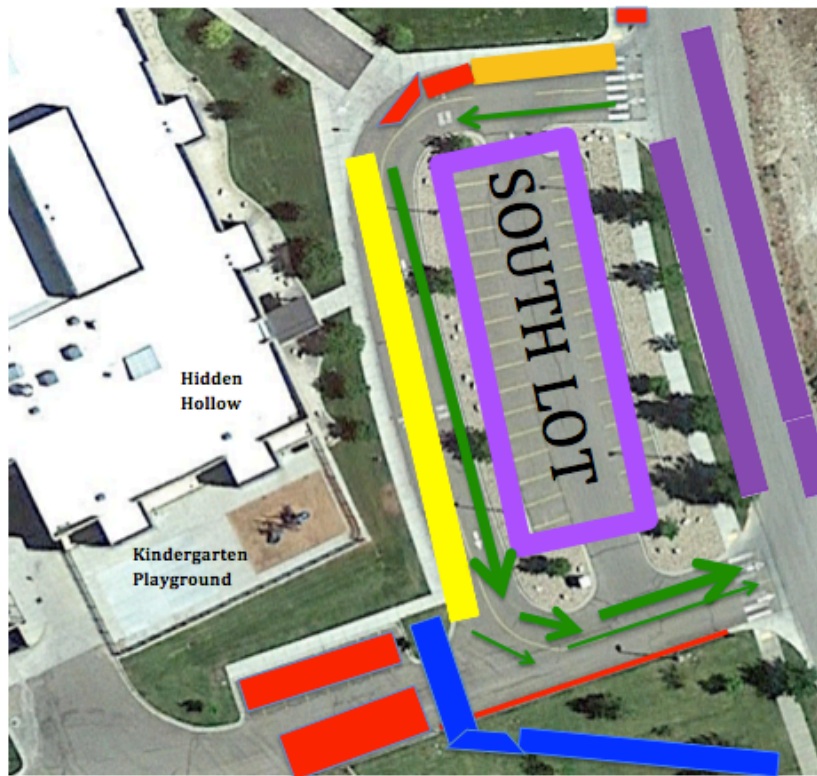 SOUTH LOT
Hidden
Hollow
Kindergarten
Playground